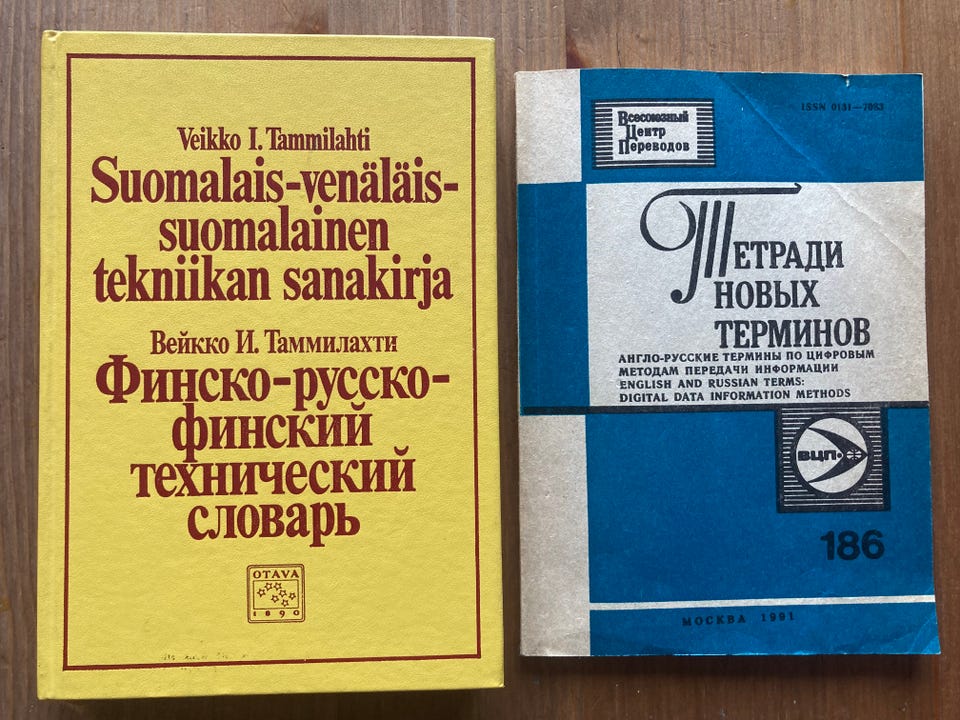 Veikko I. Tammilahti
Suomalais-venäläis-
suomalainen
tekniikan sanakirja
Вейкко И. Таммилахти
Финско-русско-
финский
технический
словарь
OTAVA
1890
ISSN 0131—7083
Всесоюзный
Центр
Переводов
ТЕТРАДИ
НОВЫХ
ТЕРМИНОВ
АНГЛО-РУССКИЕ ТЕРМИНЫ ПО ЦИФРОВЫМ
МЕТОДАМ ПЕРЕДАЧИ ИНФОРМАЦИИ
ENGLISH AND RUSSIAN TERMS:
DIGITAL DATA INFORMATION METHODS
ВЦП
186
МОСКВА 1991